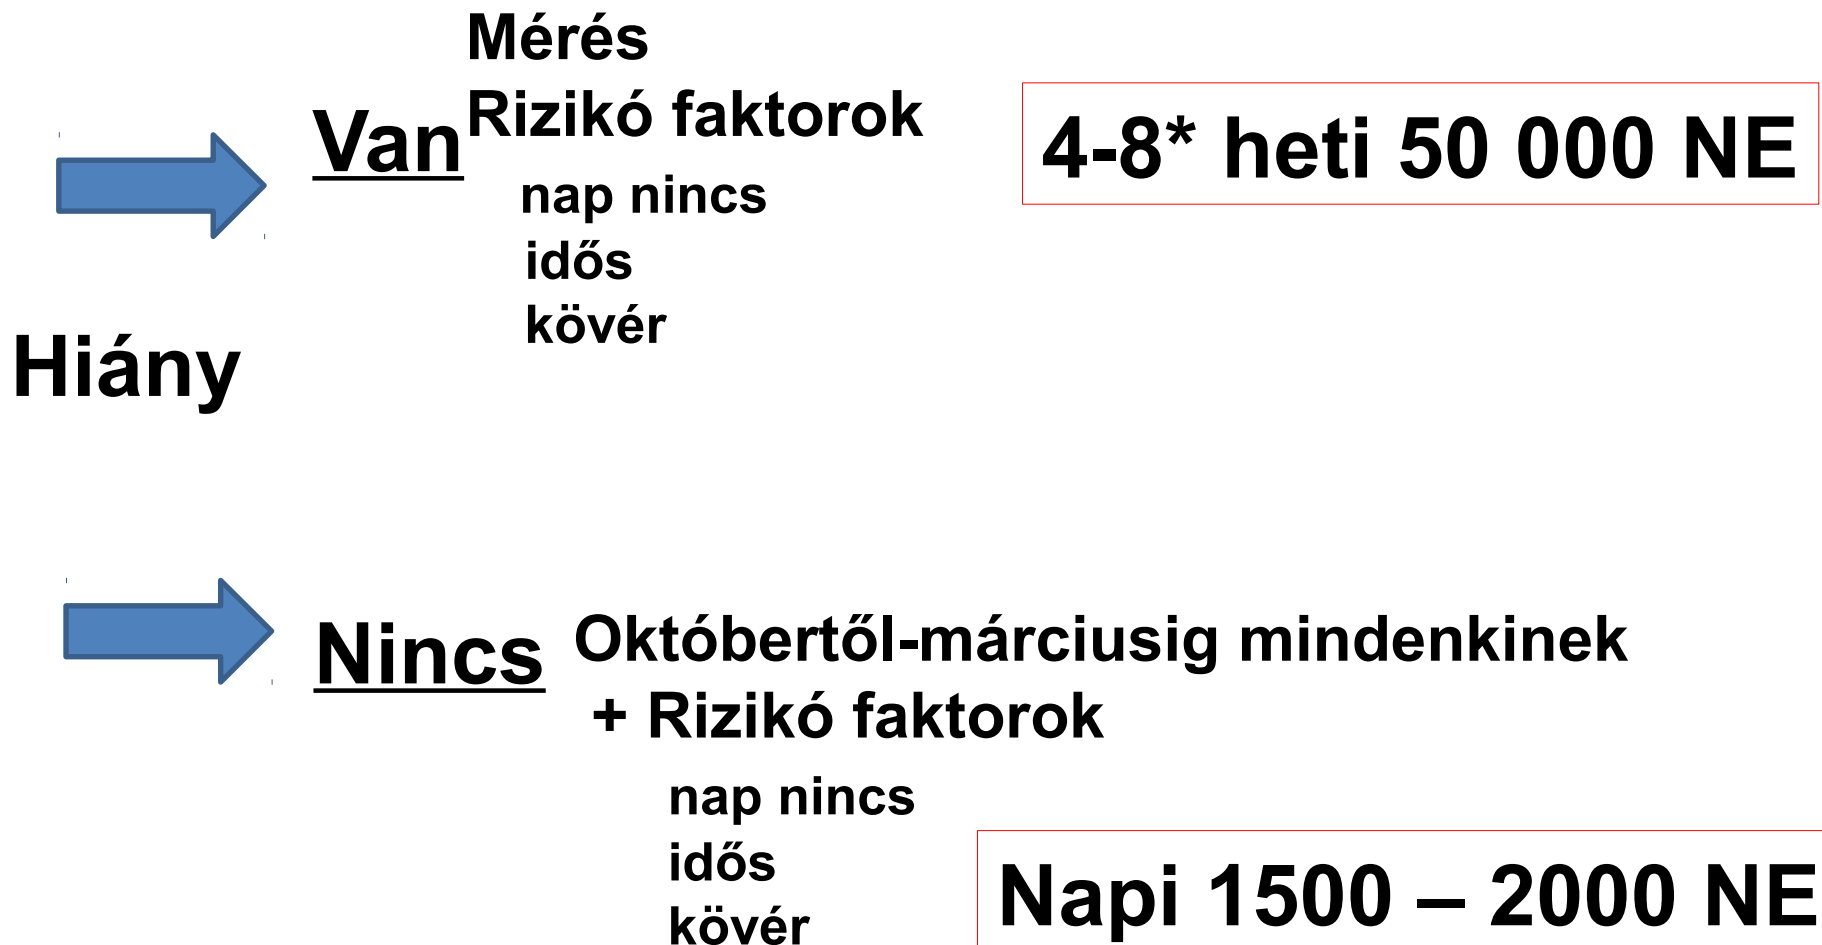 Mérés
Rizikó faktorok
Van
4-8* heti 50 000 NE
nap nincs
idős
kövér
Hiány
Nincs
Októbertől-márciusig mindenkinek
+ Rizikó faktorok
nap nincs
idős
kövér
Napi 1500 – 2000 NE